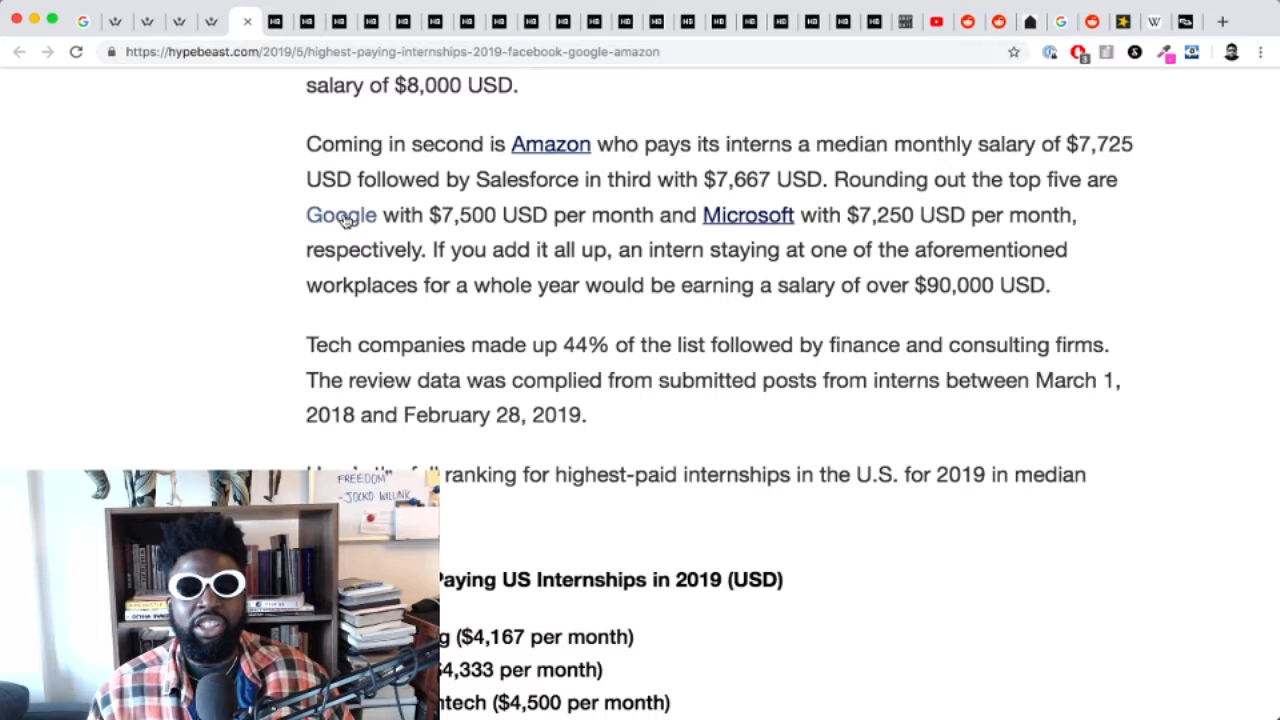 https://hypebeast.com/2019/5/highest-paying-internships-2019-facebook-google-amazon
salary of $8,000 USD.
Coming in second is Amazon who pays its interns a median monthly salary of $7,725
USD followed by Salesforce in third with $7,667 USD. Rounding out the top five are
Google with $7,500 USD per month and Microsoft with $7,250 USD per month,
respectively. If you add it all up, an intern staying at one of the aforementioned
workplaces for a whole year would be earning a salary of over $90,000 USD.
Tech companies made up 44% of the list followed by finance and consulting firms.
The review data was complied from submitted posts from interns between March 1,
2018 and February 28, 2019.
ranking for highest-paid internships in the U.S. for 2019 in median
FREEDOM"
-JOCKO WILLINK
Paying US Internships in 2019 (USD)
g ($4,167 per month)
$4,333 per month)
ntech ($4,500 per month)